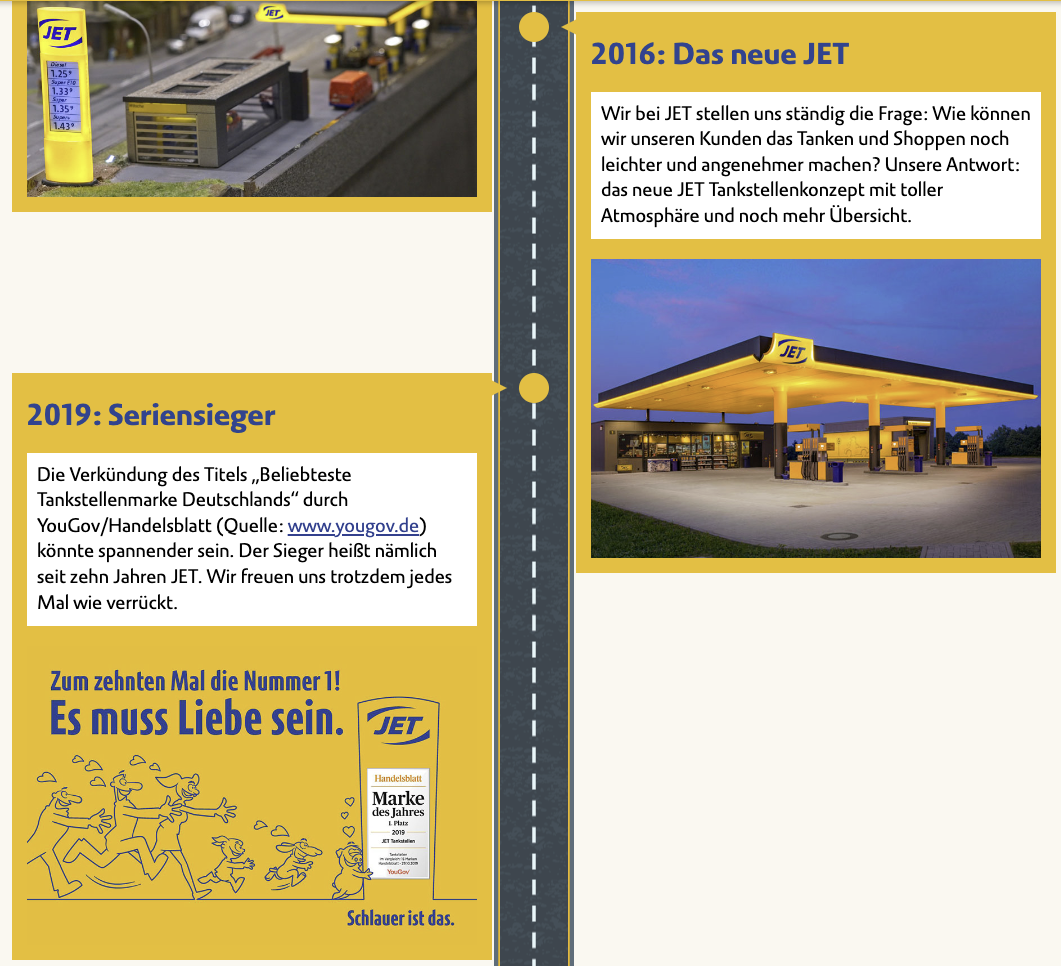 JET
Diesel
1.25⁹
Super E10
1.33⁹
Super
1.35⁹
1.43⁹
JET
2016: Das neue JET
Wir bei JET stellen uns ständig die Frage: Wie können
wir unseren Kunden das Tanken und Shoppen noch
leichter und angenehmer machen? Unsere Antwort:
das neue JET Tankstellenkonzept mit toller
Atmosphäre und noch mehr Übersicht.
JET
2019: Seriensieger
Die Verkündung des Titels „Beliebteste
Tankstellenmarke Deutschlands“ durch
YouGov/Handelsblatt (Quelle: www.yougov.de)
könnte spannender sein. Der Sieger heißt nämlich
seit zehn Jahren JET. Wir freuen uns trotzdem jedes
Mal wie verrückt.
Zum zehnten Mal die Nummer 1!
Es muss Liebe sein.
JET
Handelsblatt
Marke
des Jahres
1. Platz
2019
JET Tankstellen
Tankstellen
Im Vergleich: 12 Marken
YouGov
Schlauer ist das.